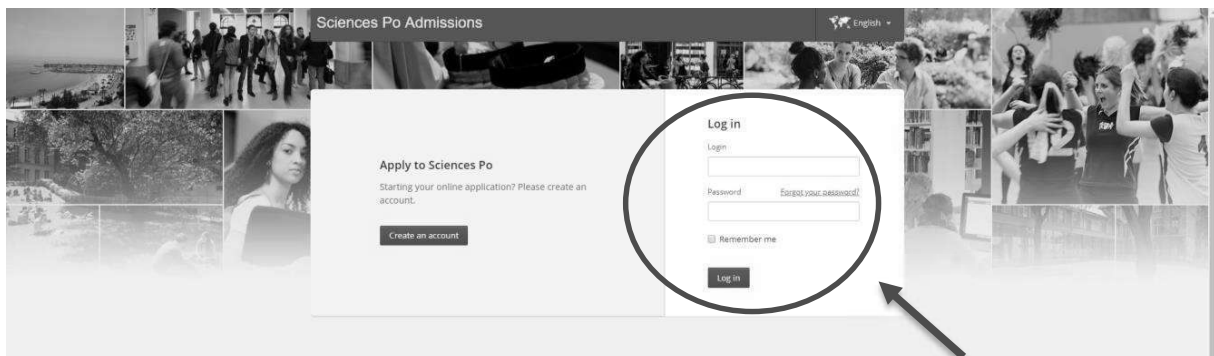 Sciences Po Admissions
English
Apply to Sciences Po
Starting your online application? Please create an
account.
Create an account
Log in
Login
Password Forgot your password?
Remember me
Log in